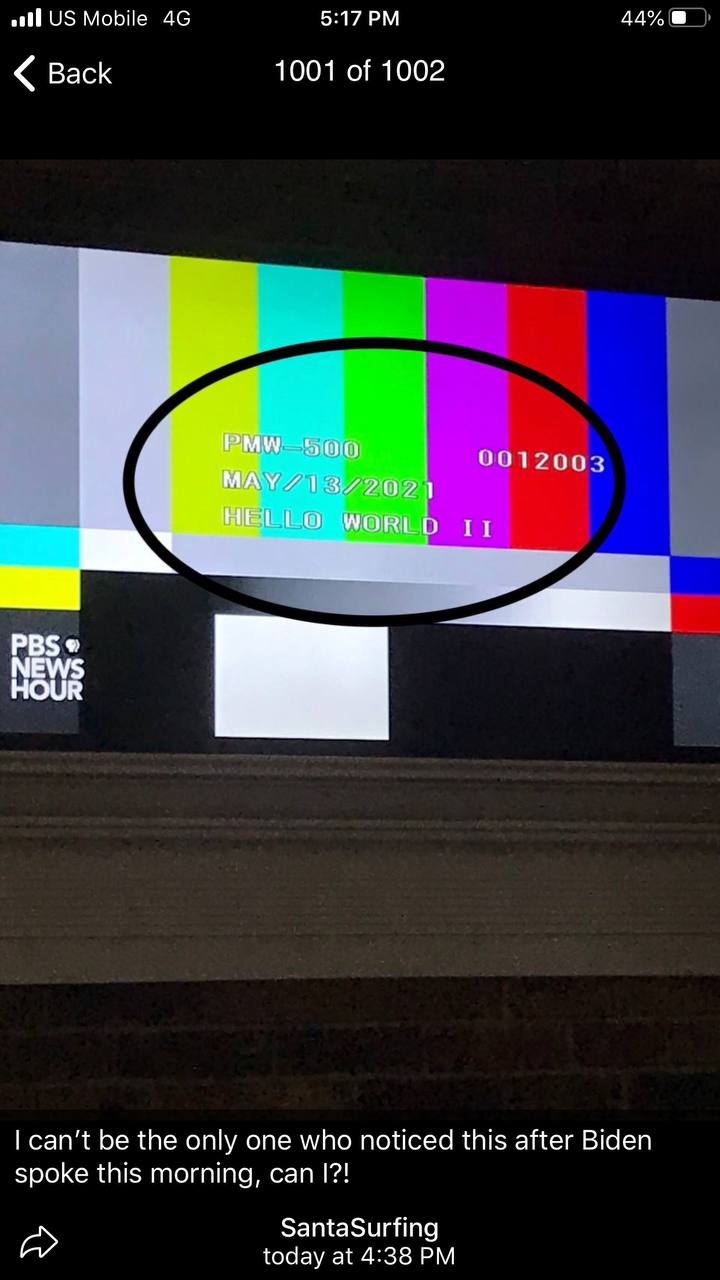 US Mobile 4G 5:17 PM 44%
Back 1001 of 1002
PMW-500 0012003
MAY/13/2021
HELLO WORLD II
PBS
NEWS
HOUR
I can't be the only one who noticed this after Biden
spoke this morning, can I?!
SantaSurfing
today at 4:38 PM